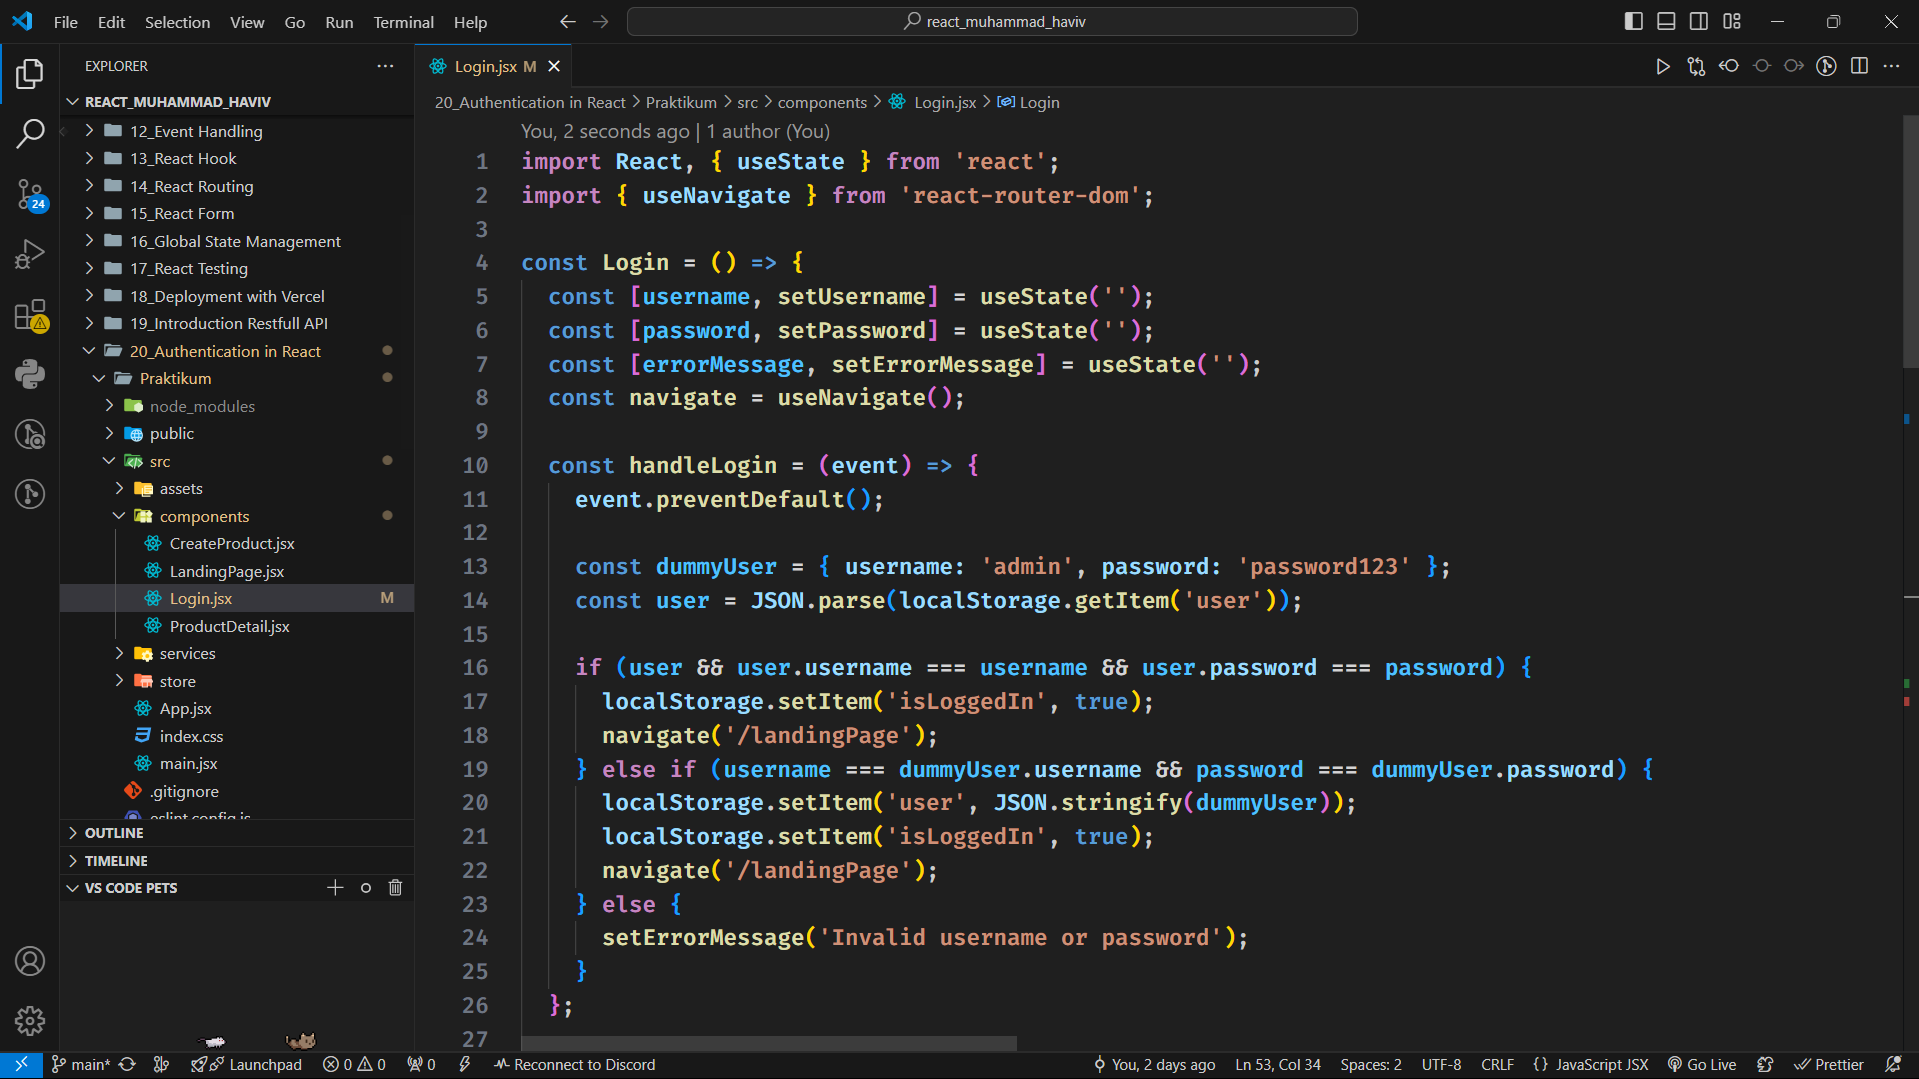 File Edit Selection View Go Run Terminal Help
react_muhammad_haviv
EXPLORER
REACT_MUHAMMAD_HAVIV
12_Event Handling
13_React Hook
14_React Routing
15_React Form
16_Global State Management
17_React Testing
18_Deployment with Vercel
19_Introduction Restfull API
20_Authentication in React
Praktikum
node_modules
public
src
assets
components
CreateProduct.jsx
LandingPage.jsx
Login.jsx M
ProductDetail.jsx
services
store
App.jsx
index.css
main.jsx
.gitignore
eslint.config.js
OUTLINE
TIMELINE
VS CODE PETS
24
Login.jsx M
20_Authentication in React > Praktikum > src > components > Login.jsx > Login
You, 2 seconds ago | 1 author (You)
1 import React, { useState } from 'react';
2 import { useNavigate } from 'react-router-dom';
3
4 const Login = () => {
5 const [username, setUsername] = useState('');
6 const [password, setPassword] = useState('');
7 const [errorMessage, setErrorMessage] = useState('');
8 const navigate = useNavigate();
9
10 const handleLogin = (event) => {
11 event.preventDefault();
12
13 const dummyUser = { username: 'admin', password: 'password123' };
14 const user = JSON.parse(localStorage.getItem('user'));
15
16 if (user && user.username === username && user.password === password) {
17 localStorage.setItem('isLoggedIn', true);
18 navigate('/landingPage');
19 } else if (username === dummyUser.username && password === dummyUser.password) {
20 localStorage.setItem('user', JSON.stringify(dummyUser));
21 localStorage.setItem('isLoggedIn', true);
22 navigate('/landingPage');
23 } else {
24 setErrorMessage('Invalid username or password');
25 }
26 };
27
main* Launchpad 0 0 0 Reconnect to Discord You, 2 days ago Ln 53, Col 34 Spaces: 2 UTF-8 CRLF {} JavaScript JSX Go Live Prettier